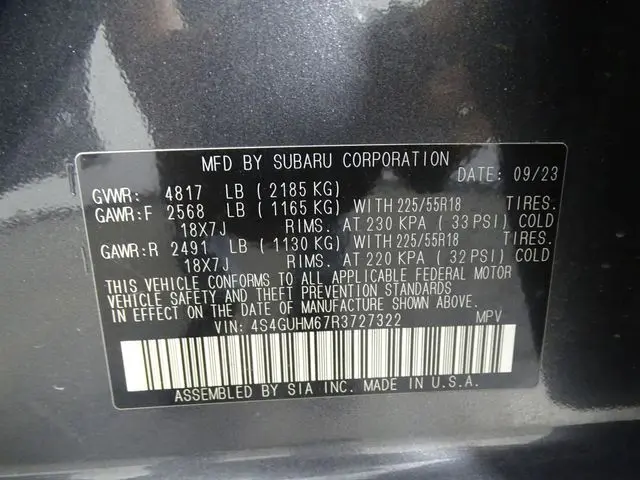 MFD BY SUBARU CORPORATION DATE: 09/23
GVWR: 4817 LB ( 2185 KG)
GAWR:F 2568 LB ( 1165 KG) WITH 225/55R18 TIRES.
18X7J RIMS. AT 230 KPA ( 33 PSI) COLD
GAWR:R 2491 LB ( 1130 KG) WITH 225/55R18 TIRES.
18X7J RIMS. AT 220 KPA ( 32 PSI) COLD
THIS VEHICLE CONFORMS TO ALL APPLICABLE FEDERAL MOTOR
VEHICLE SAFETY AND THEFT PREVENTION STANDARDS
IN EFFECT ON THE DATE OF MANUFACTURE SHOWN ABOVE.
VIN: 4S4GUHM67R3727322 MPV
ASSEMBLED BY SIA INC. MADE IN U.S.A.